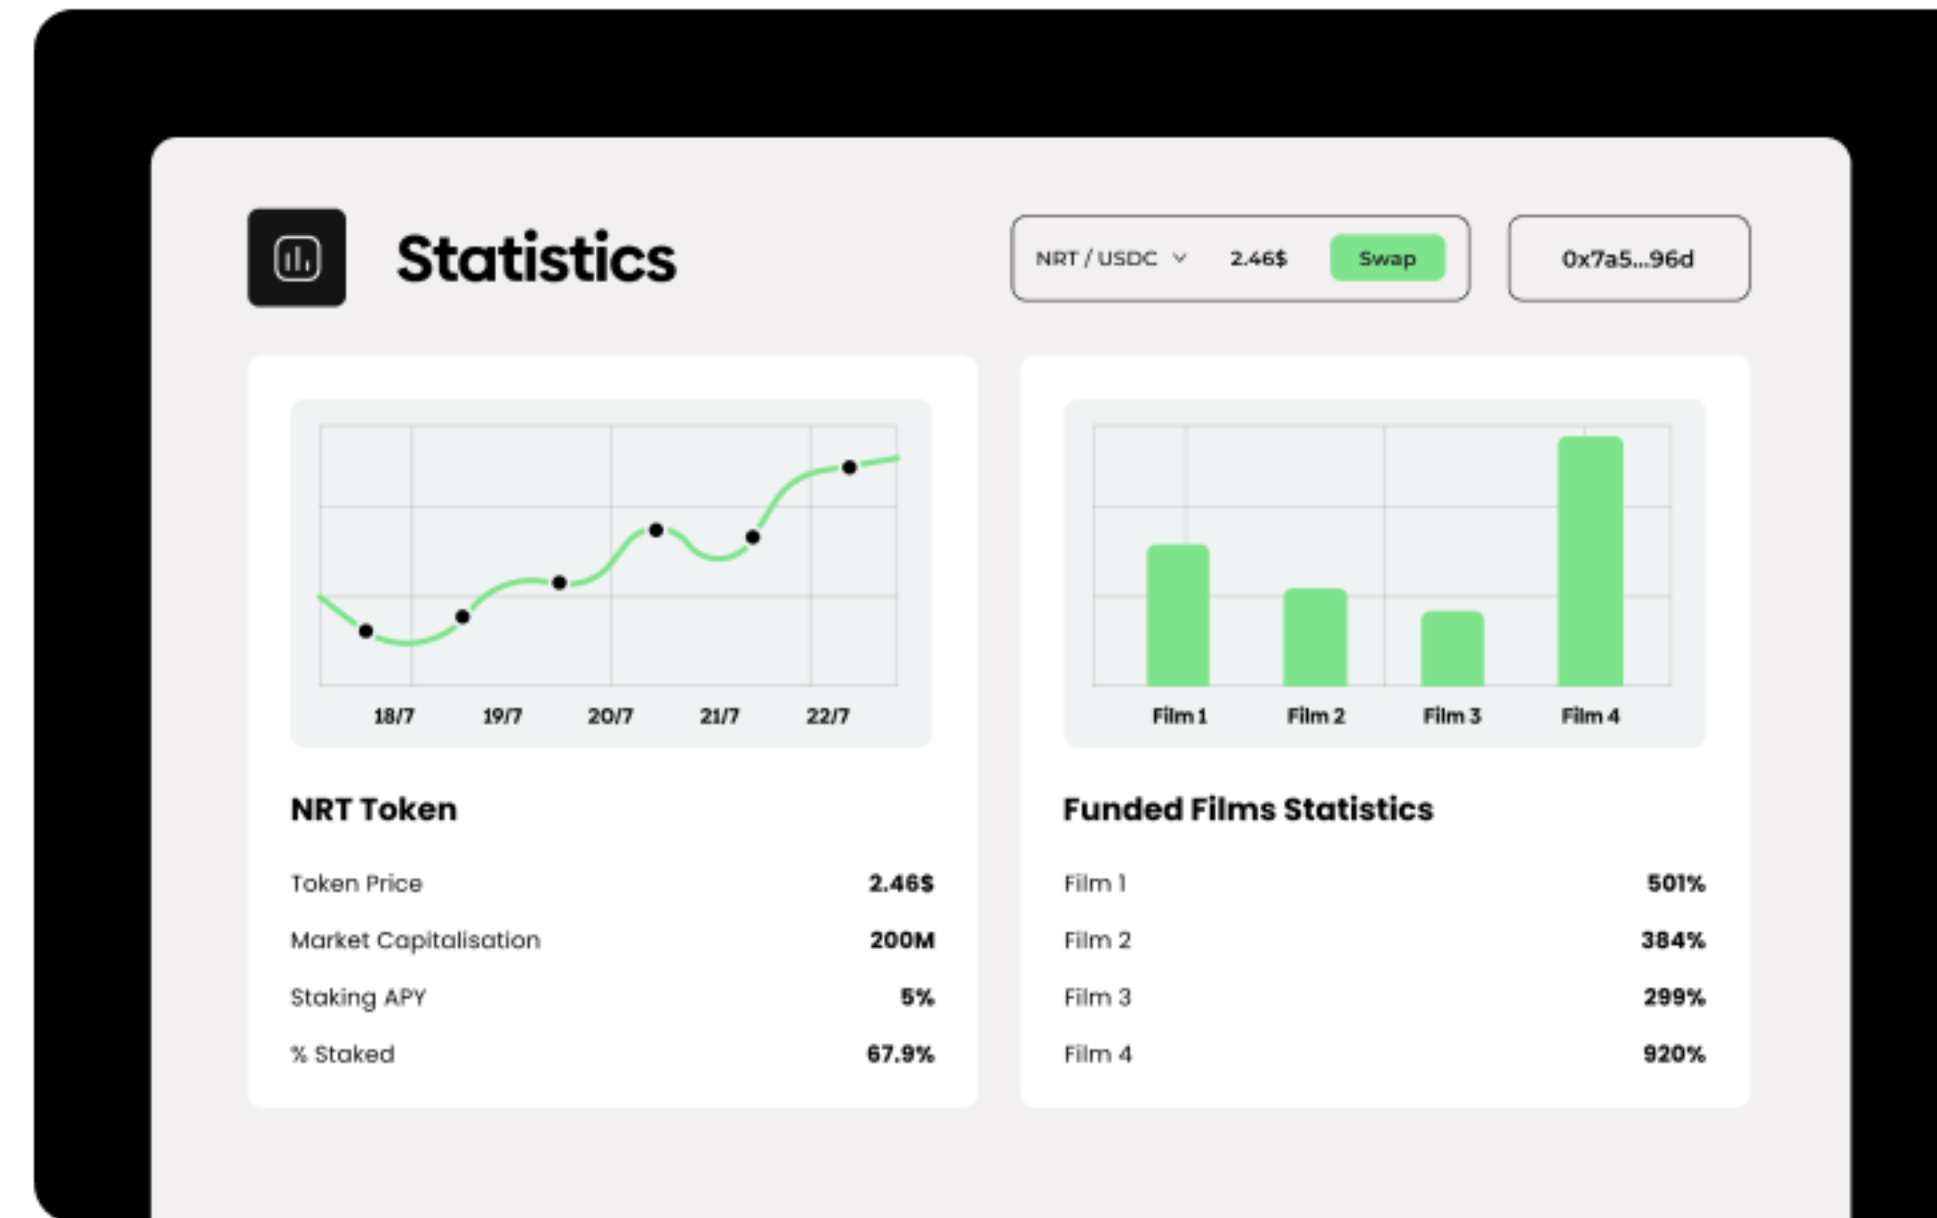 Statistics
NRT / USDC 2.46$ Swap
0x7a5...96d
18/7 19/7 20/7 21/7 22/7
NRT Token
Token Price 2.46$
Market Capitalisation 200M
Staking APY 5%
% Staked 67.9%
Film 1 Film 2 Film 3 Film 4
Funded Films Statistics
Film 1 501%
Film 2 384%
Film 3 299%
Film 4 920%